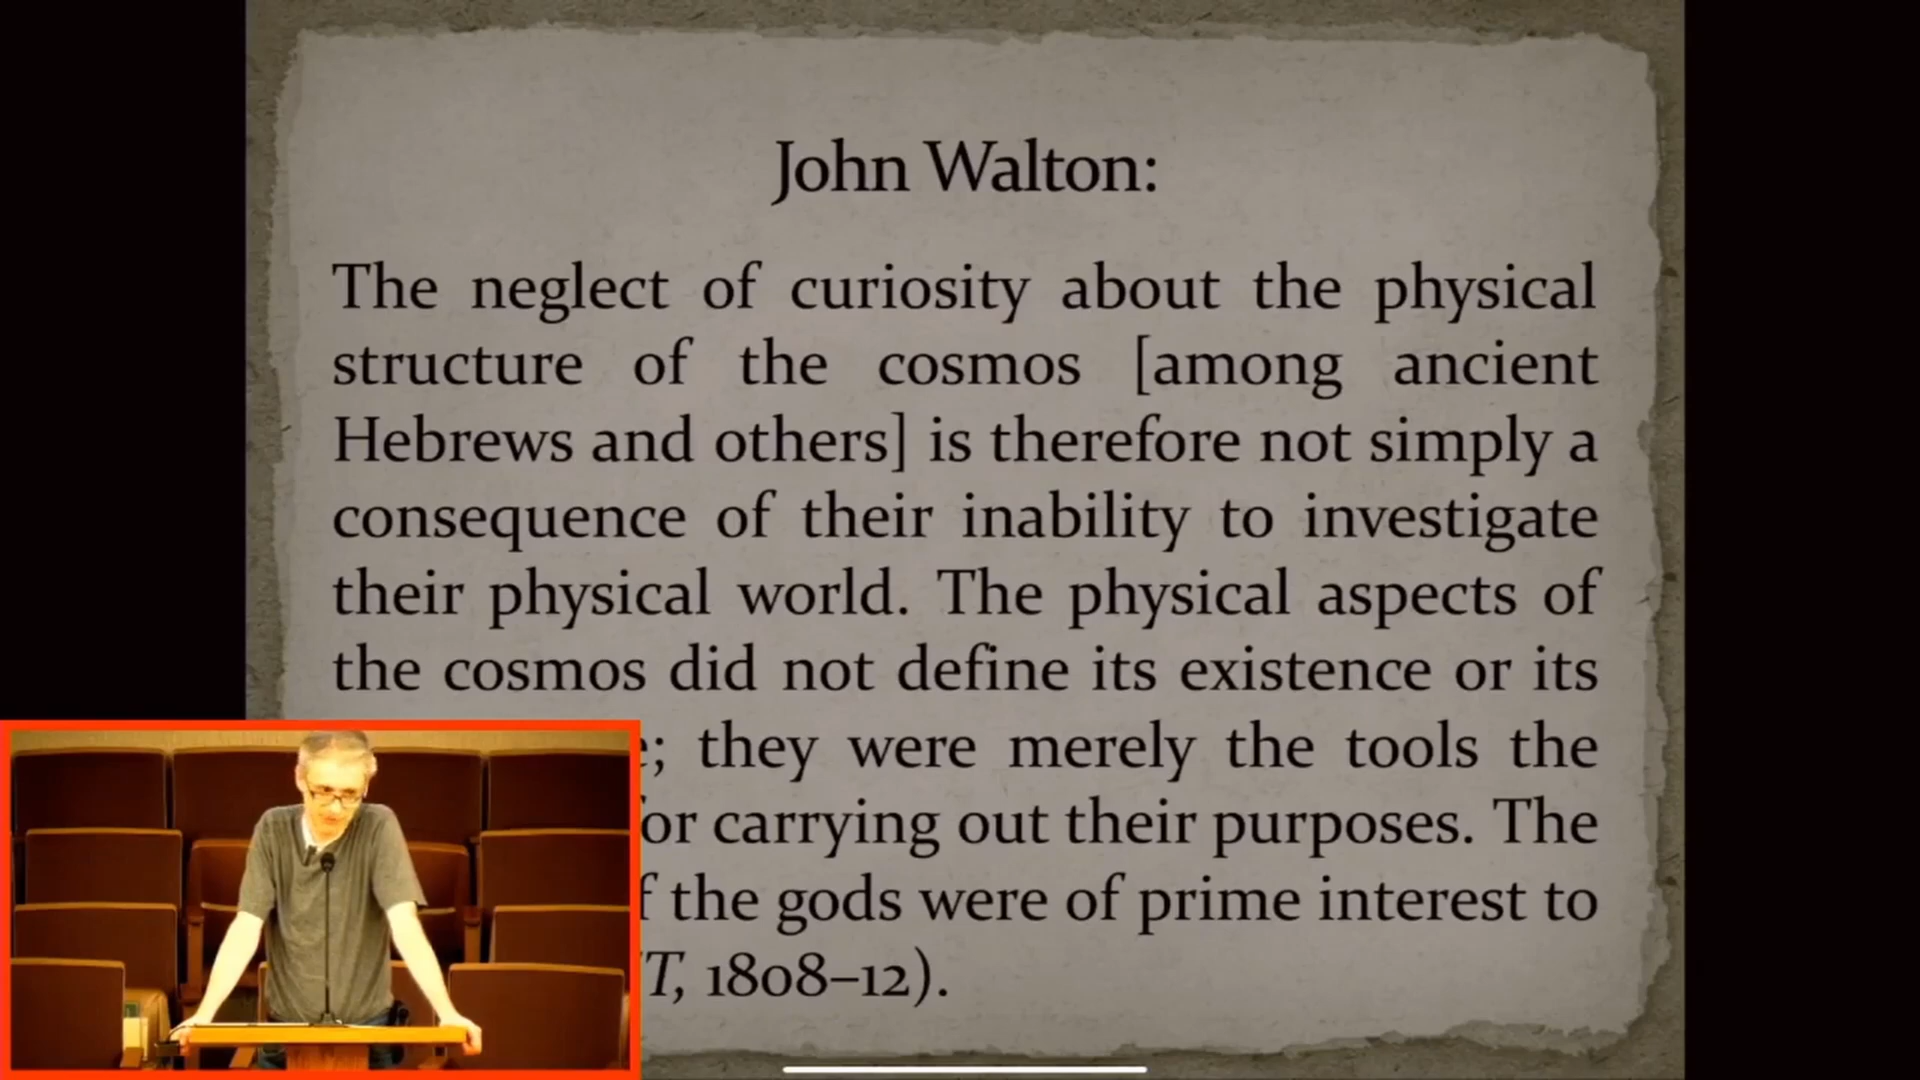 John Walton:
The neglect of curiosity about the physical
structure of the cosmos [among ancient
Hebrews and others] is therefore not simply a
consequence of their inability to investigate
their physical world. The physical aspects of
the cosmos did not define its existence or its
they were merely the tools the
carrying out their purposes. The
the gods were of prime interest to
T, 1808–12).